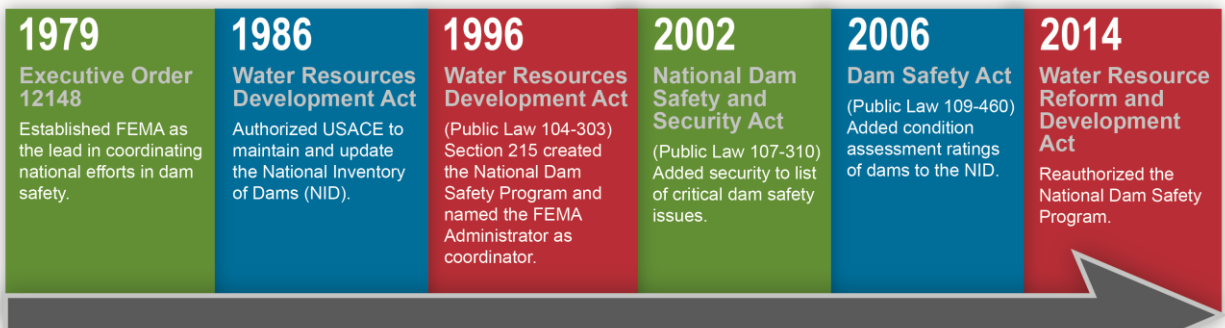 1979
Executive Order
12148
Established FEMA as
the lead in coordinating
national efforts in dam
safety.
1986
Water Resources
Development Act
Authorized USACE to
maintain and update
the National Inventory
of Dams (NID).
1996
Water Resources
Development Act
(Public Law 104-303)
Section 215 created
the National Dam
Safety Program and
named the FEMA
Administrator as
coordinator.
2002
National Dam
Safety and
Security Act
(Public Law 107-310)
Added security to list
of critical dam safety
issues.
2006
Dam Safety Act
(Public Law 109-460)
Added condition
assessment ratings
of dams to the NID.
2014
Water Resource
Reform and
Development
Act
Reauthorized the
National Dam Safety
Program.